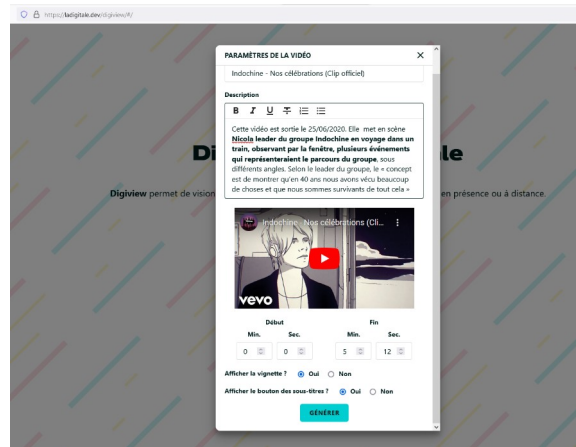 https://ladigitale.dev/digiview/#/
PARAMÈTRES DE LA VIDÉO
Indochine - Nos célébrations (Clip officiel)
Description
B I U T
Cette vidéo est sortie le 25/06/2020. Elle met en scène
Nicola leader du groupe Indochine en voyage dans un
train, observant par la fenêtre, plusieurs événements
qui représenteraient le parcours du groupe, sous
différents angles. Selon le leader du groupe, le « concept
est de montrer qu'en 40 ans nous avons vécu beaucoup
de choses et que nous sommes survivants de tout cela »
Di le
Digiview permet de vision en présence ou à distance.
Indochine - Nos célébrations (Cli...
vevo
Début Fin
Min. Sec. Min. Sec.
0 0 5 12
Afficher la vignette ? Oui Non
Afficher le bouton des sous-titres ? Oui Non
GÉNÉRER